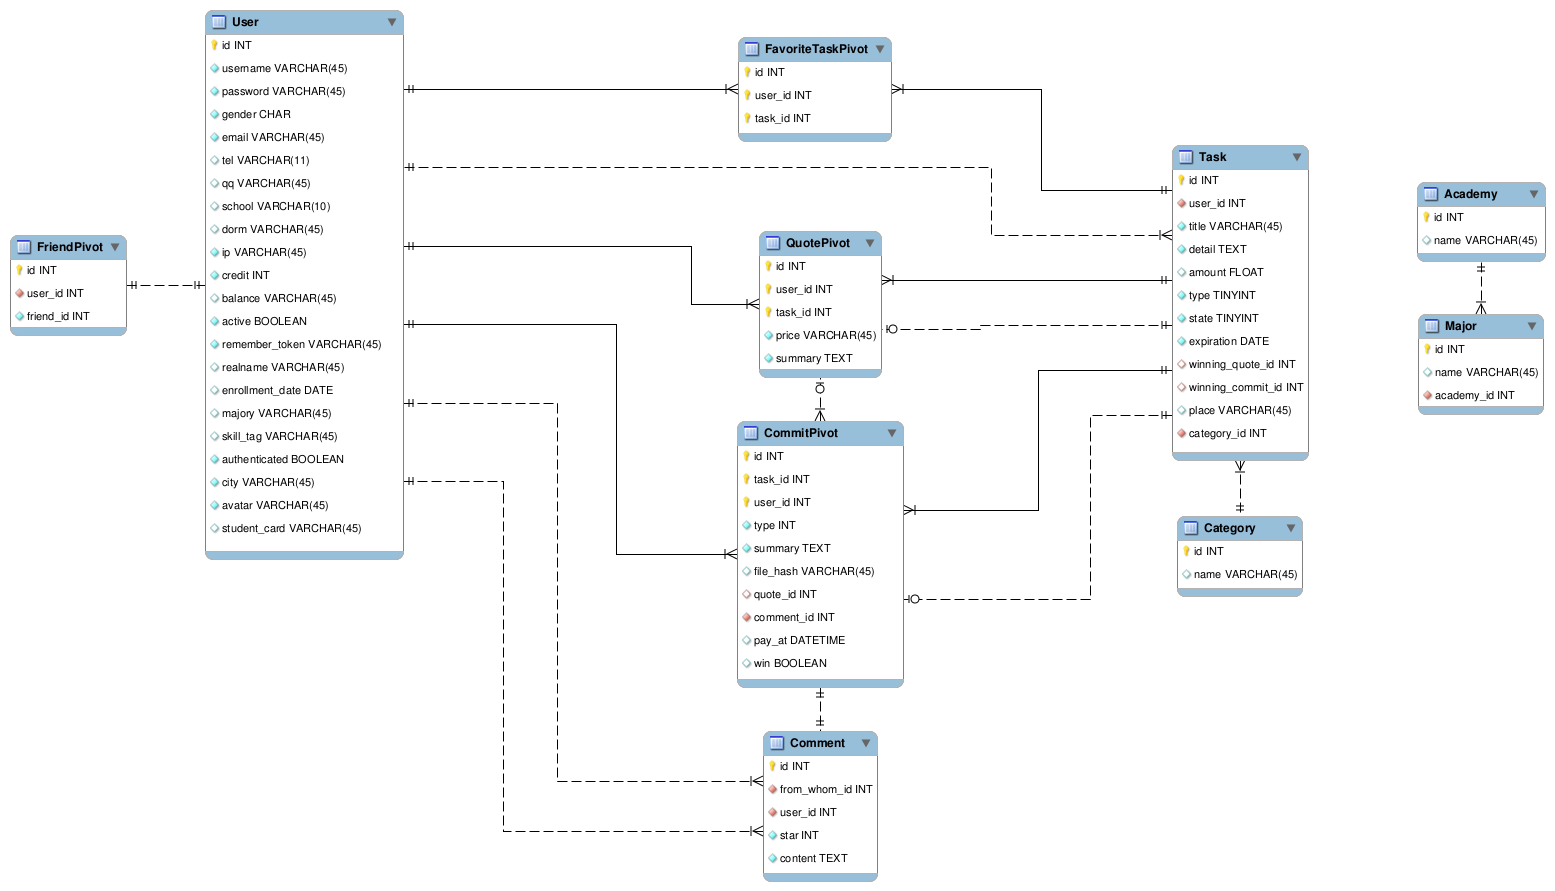 User
id INT
username VARCHAR(45)
password VARCHAR(45)
gender CHAR
email VARCHAR(45)
tel VARCHAR(11)
qq VARCHAR(45)
school VARCHAR(10)
dorm VARCHAR(45)
ip VARCHAR(45)
credit INT
balance VARCHAR(45)
active BOOLEAN
remember_token VARCHAR(45)
realname VARCHAR(45)
enrollment_date DATE
majory VARCHAR(45)
skill_tag VARCHAR(45)
authenticated BOOLEAN
city VARCHAR(45)
avatar VARCHAR(45)
student_card VARCHAR(45)
FriendPivot
id INT
user_id INT
friend_id INT
FavoriteTaskPivot
id INT
user_id INT
task_id INT
QuotePivot
id INT
user_id INT
task_id INT
price VARCHAR(45)
summary TEXT
CommitPivot
id INT
task_id INT
user_id INT
type INT
summary TEXT
file_hash VARCHAR(45)
quote_id INT
comment_id INT
pay_at DATETIME
win BOOLEAN
Comment
id INT
from_whom_id INT
user_id INT
star INT
content TEXT
Task
id INT
user_id INT
title VARCHAR(45)
detail TEXT
amount FLOAT
type TINYINT
state TINYINT
expiration DATE
winning_quote_id INT
winning_commit_id INT
place VARCHAR(45)
category_id INT
Category
id INT
name VARCHAR(45)
Academy
id INT
name VARCHAR(45)
Major
id INT
name VARCHAR(45)
academy_id INT